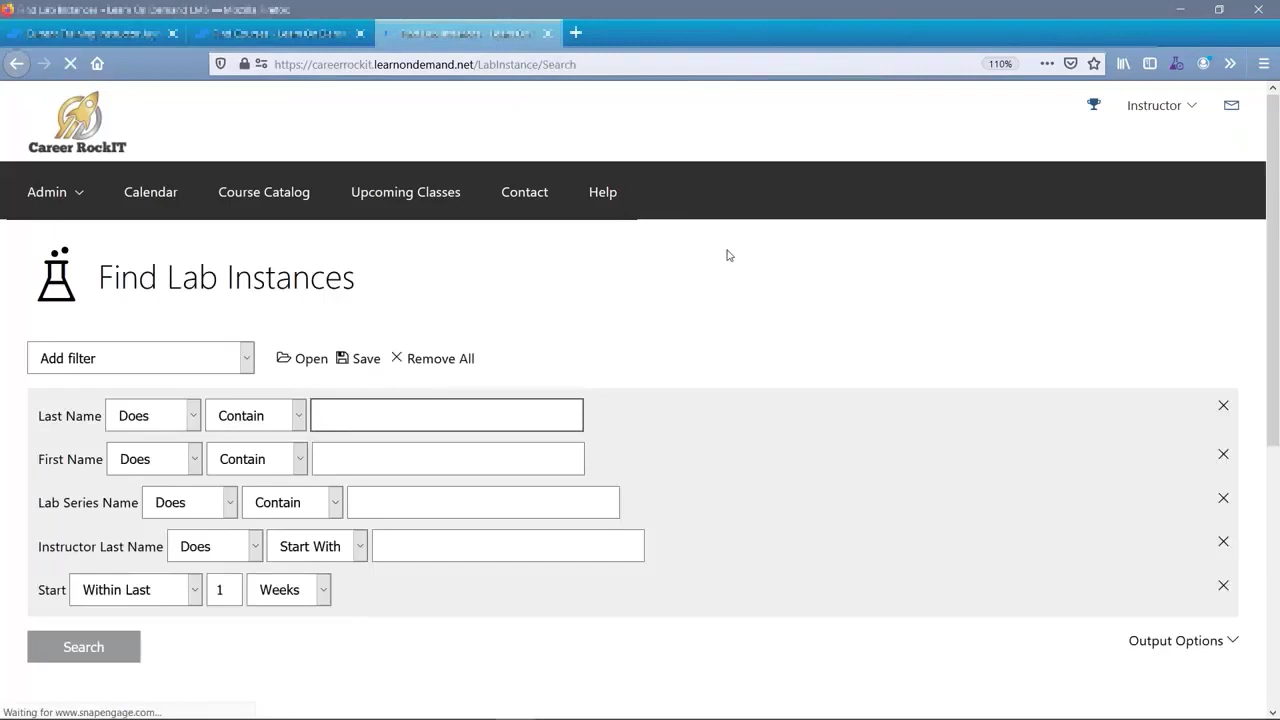 https://careerrockit.learnondemand.net/LabInstance/Search
110%
Career RockIT
Instructor
Admin
Calendar
Course Catalog
Upcoming Classes
Contact
Help
Find Lab Instances
Add filter
Open
Save
Remove All
Last Name Does Contain
First Name Does Contain
Lab Series Name Does Contain
Instructor Last Name Does Start With
Start Within Last 1 Weeks
Search
Output Options
Waiting for www.snapengage.com...